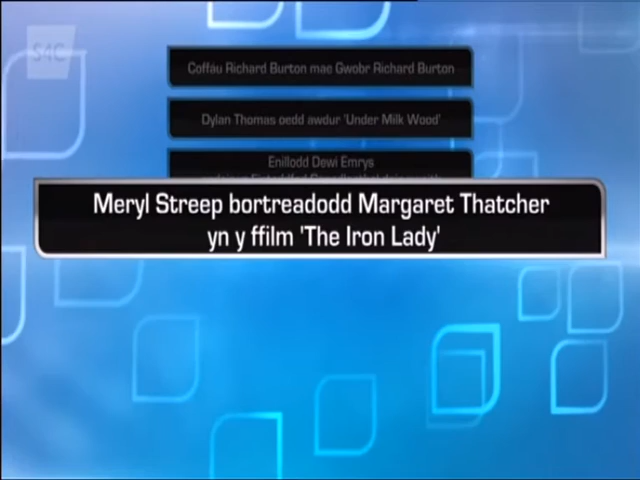 S4C
Coffáu Richard Burton mae Gwobr Richard Burton
Dylan Thomas oedd awdur 'Under Milk Wood'
Enillodd Dewi Emrys
Meryl Streep bortreadodd Margaret Thatcher
yn y ffilm 'The Iron Lady'